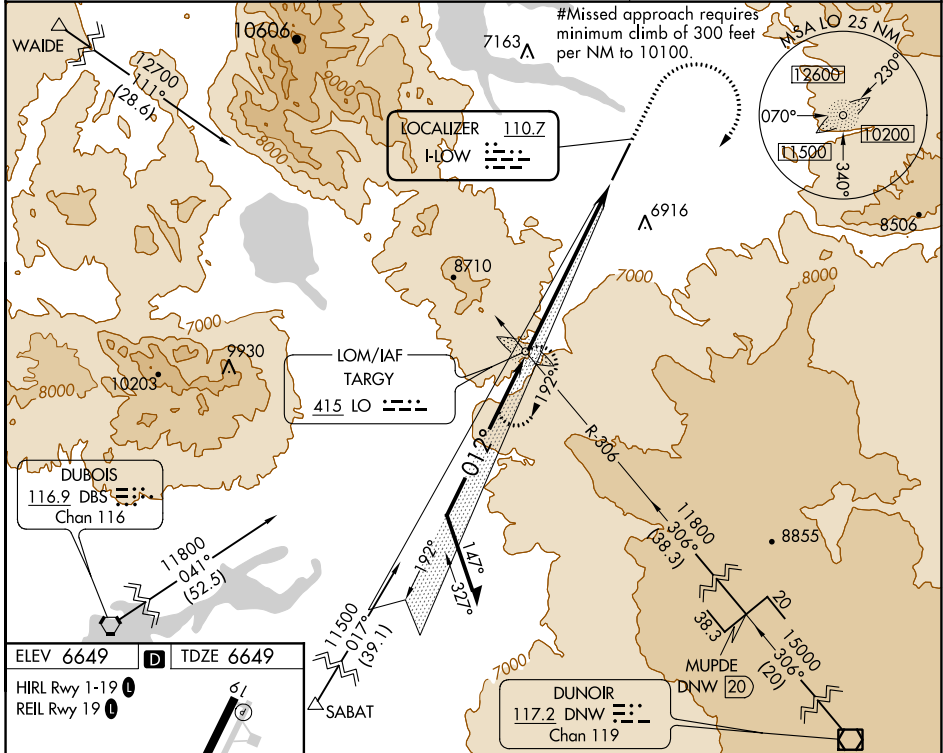 #Missed approach requires
minimum climb of 300 feet
per NM to 10100.
MSA LO 25 NM
12600
230°
070°
10200
11500
340°
WAIDE
12700
111°
(28.6)
10606
9000
8000
7163
LOCALIZER 110.7
I-LOW
6916
8506
8710
7000
8000
7000
9930
10203
8000
LOM/IAF
TARGY
415 LO
192°
012°
R-306
DUBOIS
116.9 DBS
Chan 116
11800
041°
(52.5)
192°
147°
327°
11800
306°
(38.3)
8855
20
38.3
15000
306°
(20)
MUPDE
DNW 20
11500
017°
(39.1)
SABAT
7000
DUNOIR
117.2 DNW
Chan 119
ELEV 6649 D TDZE 6649
HIRL Rwy 1-19 L
REIL Rwy 19 L
19
P